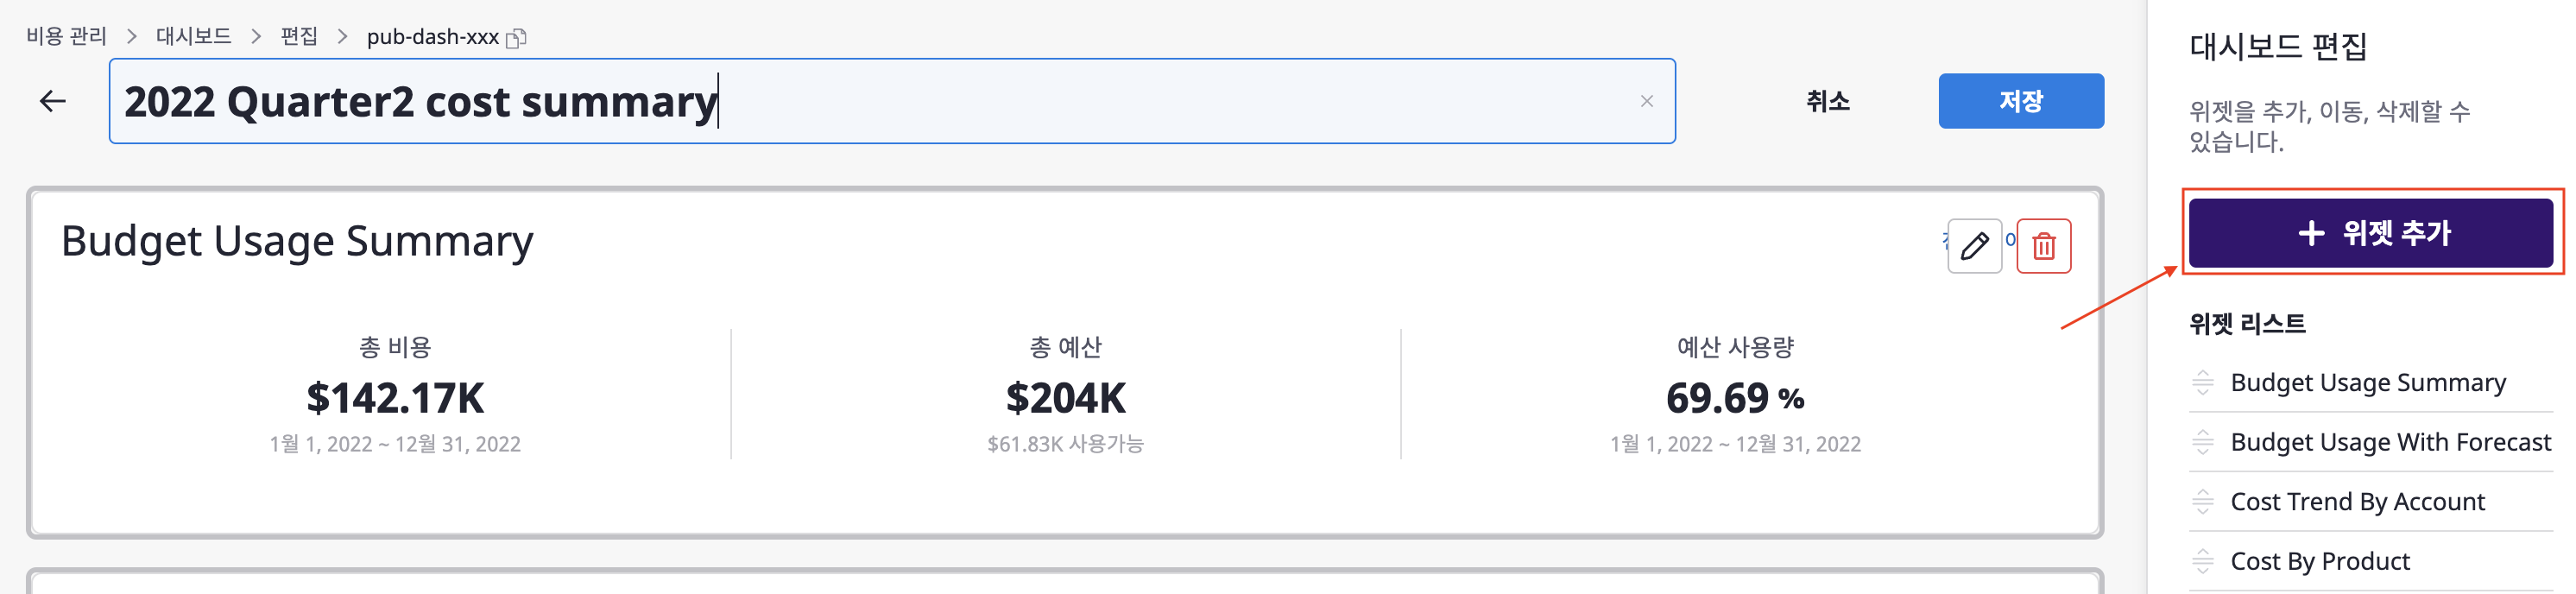 비용 관리 > 대시보드 > 편집 > pub-dash-xxx
2022 Quarter2 cost summary
취소
저장
Budget Usage Summary
총 비용
$142.17K
1월 1, 2022 ~ 12월 31, 2022
총 예산
$204K
$61.83K 사용가능
예산 사용량
69.69 %
1월 1, 2022 ~ 12월 31, 2022
대시보드 편집
위젯을 추가, 이동, 삭제할 수
있습니다.
+ 위젯 추가
위젯 리스트
Budget Usage Summary
Budget Usage With Forecast
Cost Trend By Account
Cost By Product